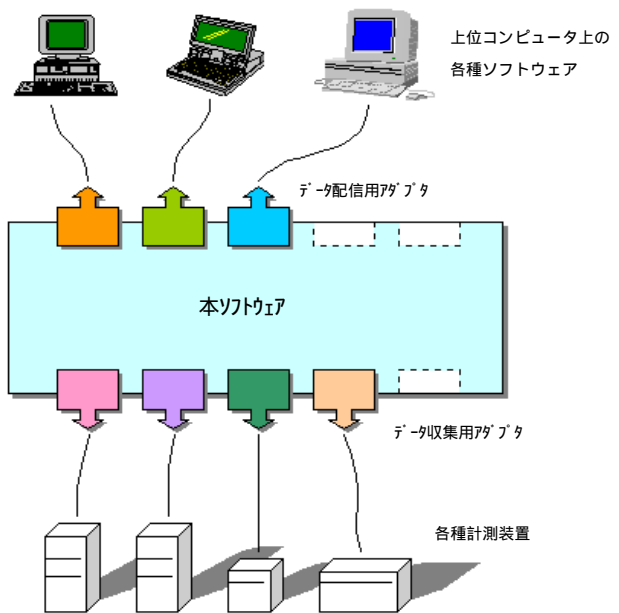 上位コンピュータ上の
各種ソフトウェア
ﾃﾞｰﾀ配信用ｱﾀﾞﾌﾟﾀ
本ｿﾌﾄｳｪｱ
ﾃﾞｰﾀ収集用ｱﾀﾞﾌﾟﾀ
各種計測装置